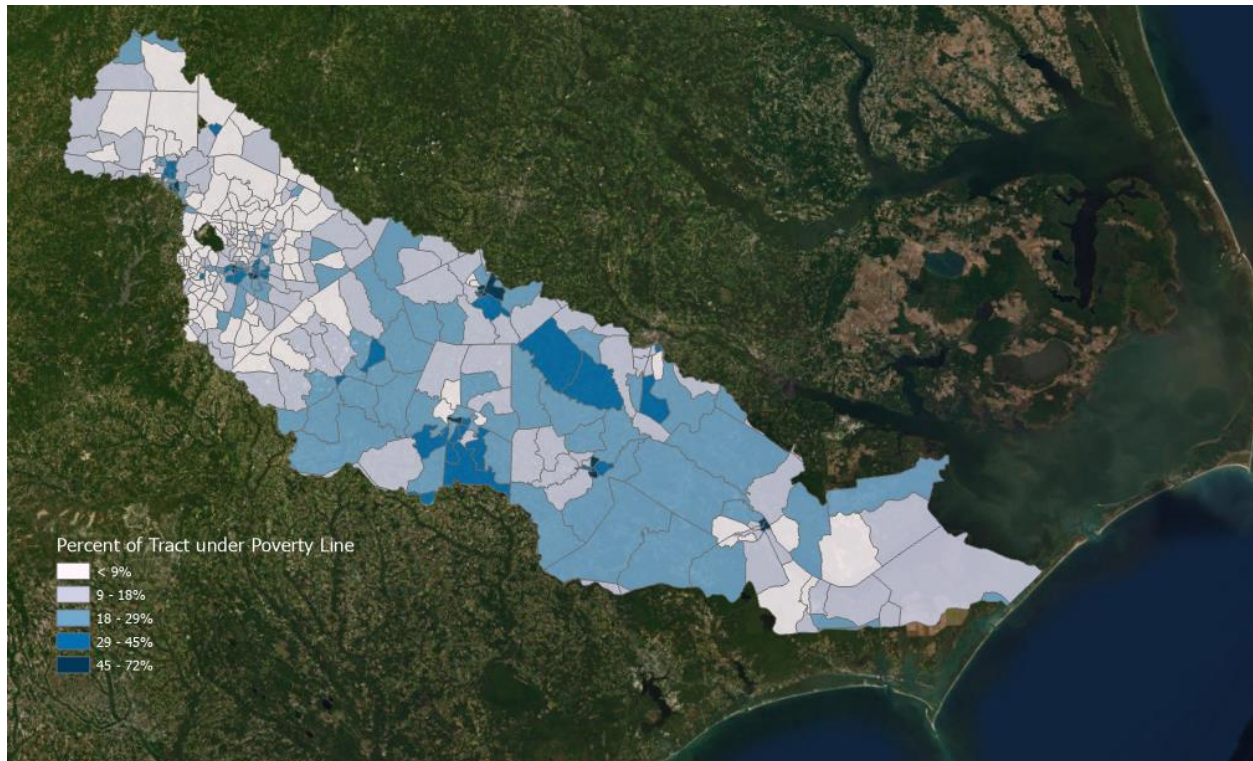 Percent of Tract under Poverty Line
< 9%
9 - 18%
18 - 29%
29 - 45%
45 - 72%